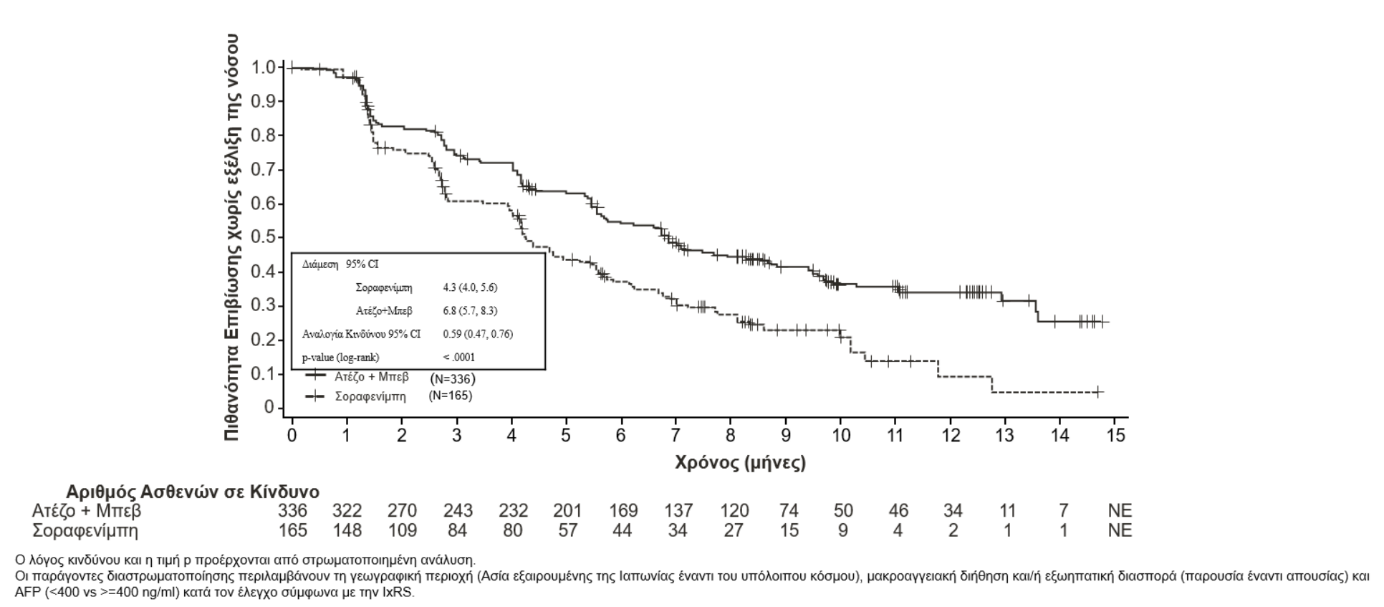 Πιθανότητα Επιβίωσης χωρίς εξέλιξη της νόσου
1.0
0.9
0.8
0.7
0.6
0.5
0.4
0.3
0.2
0.1
0
Διάμεση 95% CI
Σοραφενίμπη 4.3 (4.0, 5.6)
Ατέζο+Μπεβ 6.8 (5.7, 8.3)
Αναλογία Κινδύνου 95% CI 0.59 (0.47, 0.76)
p-value (log-rank) < .0001
Ατέζο + Μπεβ (N=336)
Σοραφενίμπη (N=165)
0 1 2 3 4 5 6 7 8 9 10 11 12 13 14 15
Χρόνος (μήνες)
Αριθμός Ασθενών σε Κίνδυνο
Ατέζο + Μπεβ 336 322 270 243 232 201 169 137 120 74 50 46 34 11 7 NE
Σοραφενίμπη 165 148 109 84 80 57 44 34 27 15 9 4 2 1 1 NE
Ο λόγος κινδύνου και η τιμή p προέρχονται από στρωματοποιημένη ανάλυση.
Οι παράγοντες διαστρωματοποίησης περιλαμβάνουν τη γεωγραφική περιοχή (Ασία εξαιρουμένης της Ιαπωνίας έναντι του υπόλοιπου κόσμου), μακροαγγειακή διήθηση και/ή εξωηπατική διασπορά (παρουσία έναντι απουσίας) και
AFP (<400 vs >=400 ng/ml) κατά τον έλεγχο σύμφωνα με την IxRS.